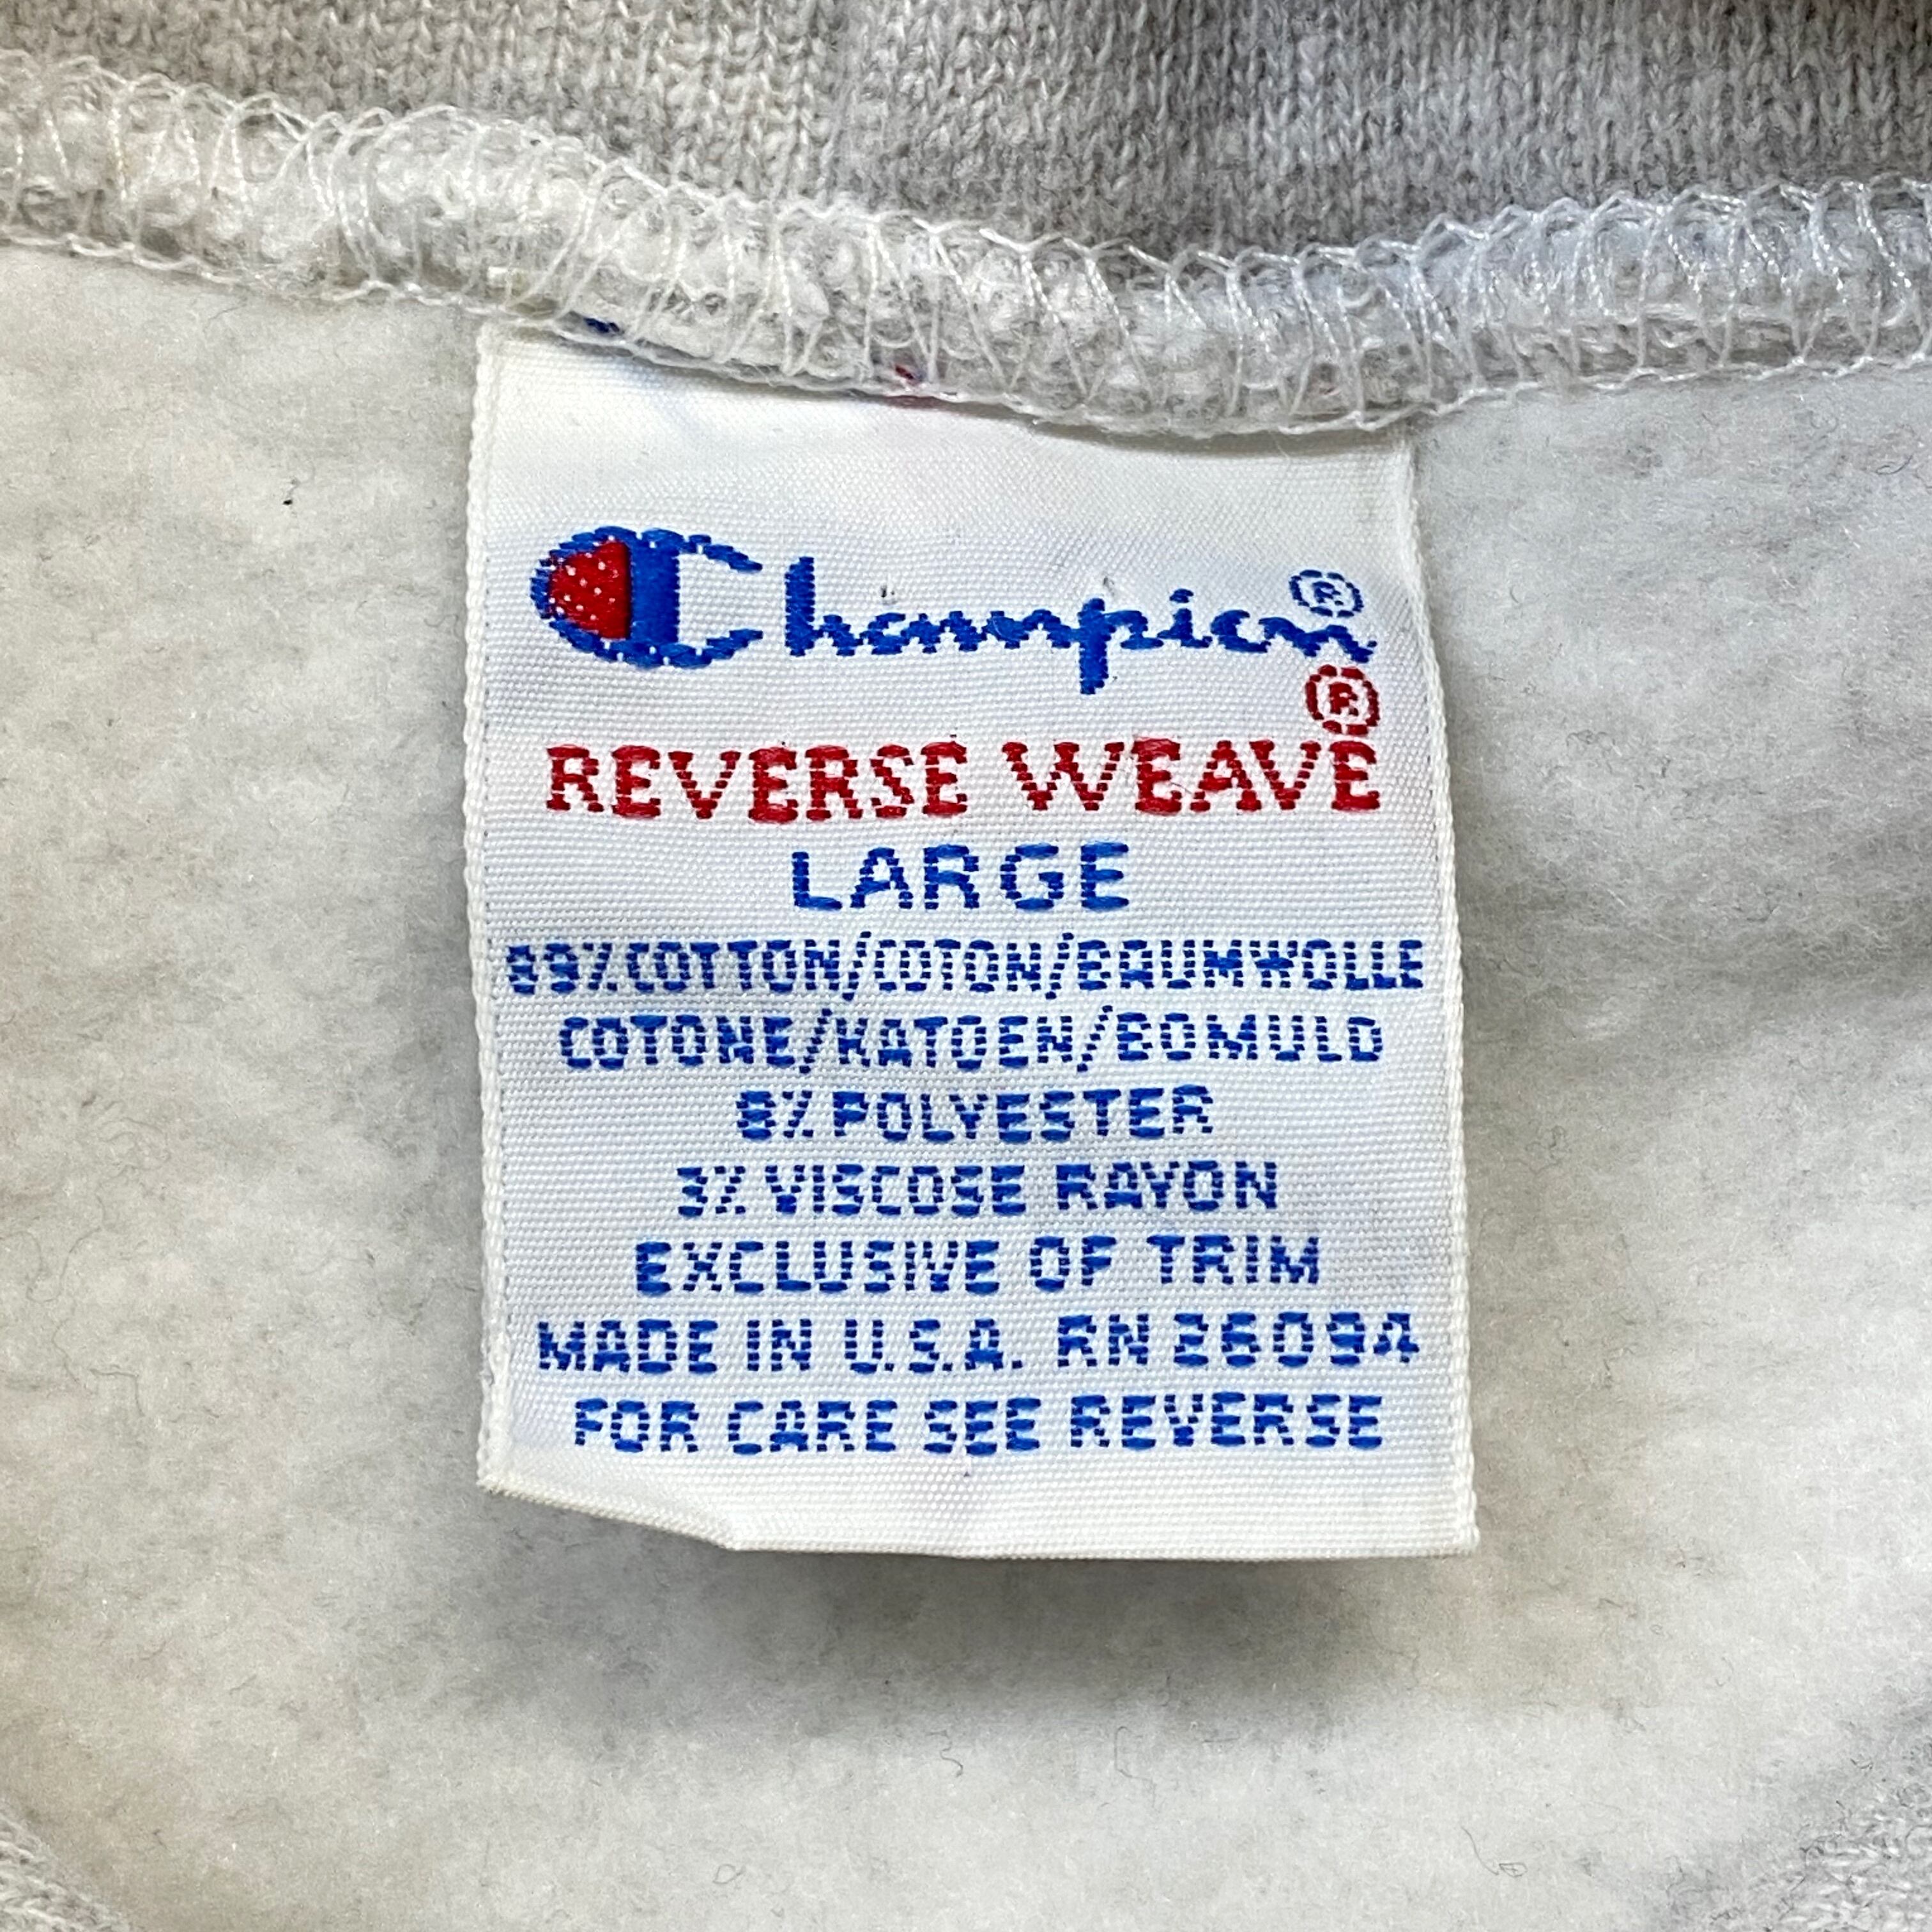 Champion®
®
REVERSE WEAVE
LARGE
89% COTTON/COTON/BAUMWOLLE
COTONE/KATOEN/BOMULD
8% POLYESTER
3% VISCOSE RAYON
EXCLUSIVE OF TRIM
MADE IN U.S.A. RN 26094
FOR CARE SEE REVERSE